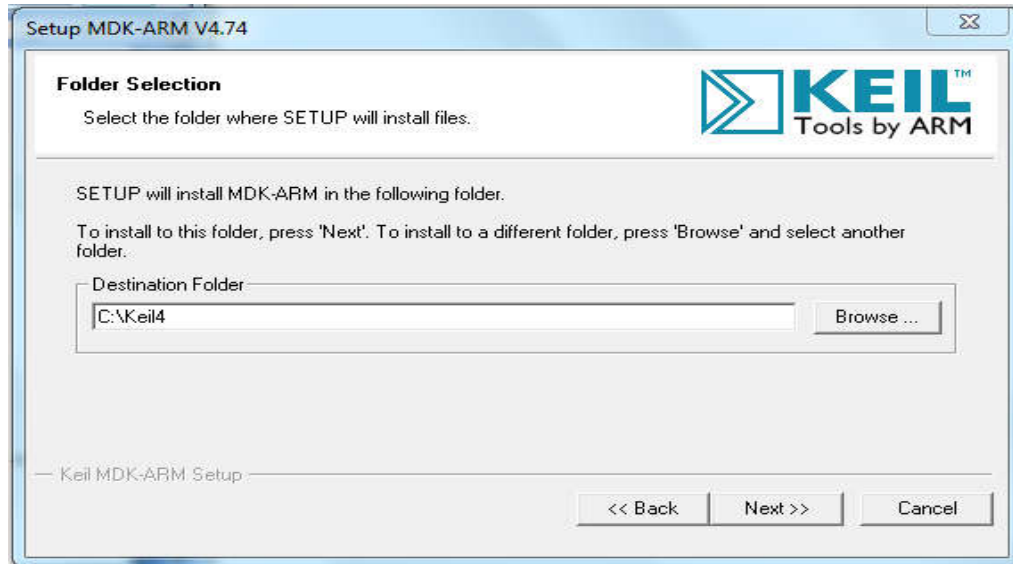 Setup MDK-ARM V4.74
Folder Selection
Select the folder where SETUP will install files.
KEIL™
Tools by ARM
SETUP will install MDK-ARM in the following folder.
To install to this folder, press 'Next'. To install to a different folder, press 'Browse' and select another
folder.
Destination Folder
C:\Keil4
Browse ...
Keil MDK-ARM Setup
<< Back
Next >>
Cancel